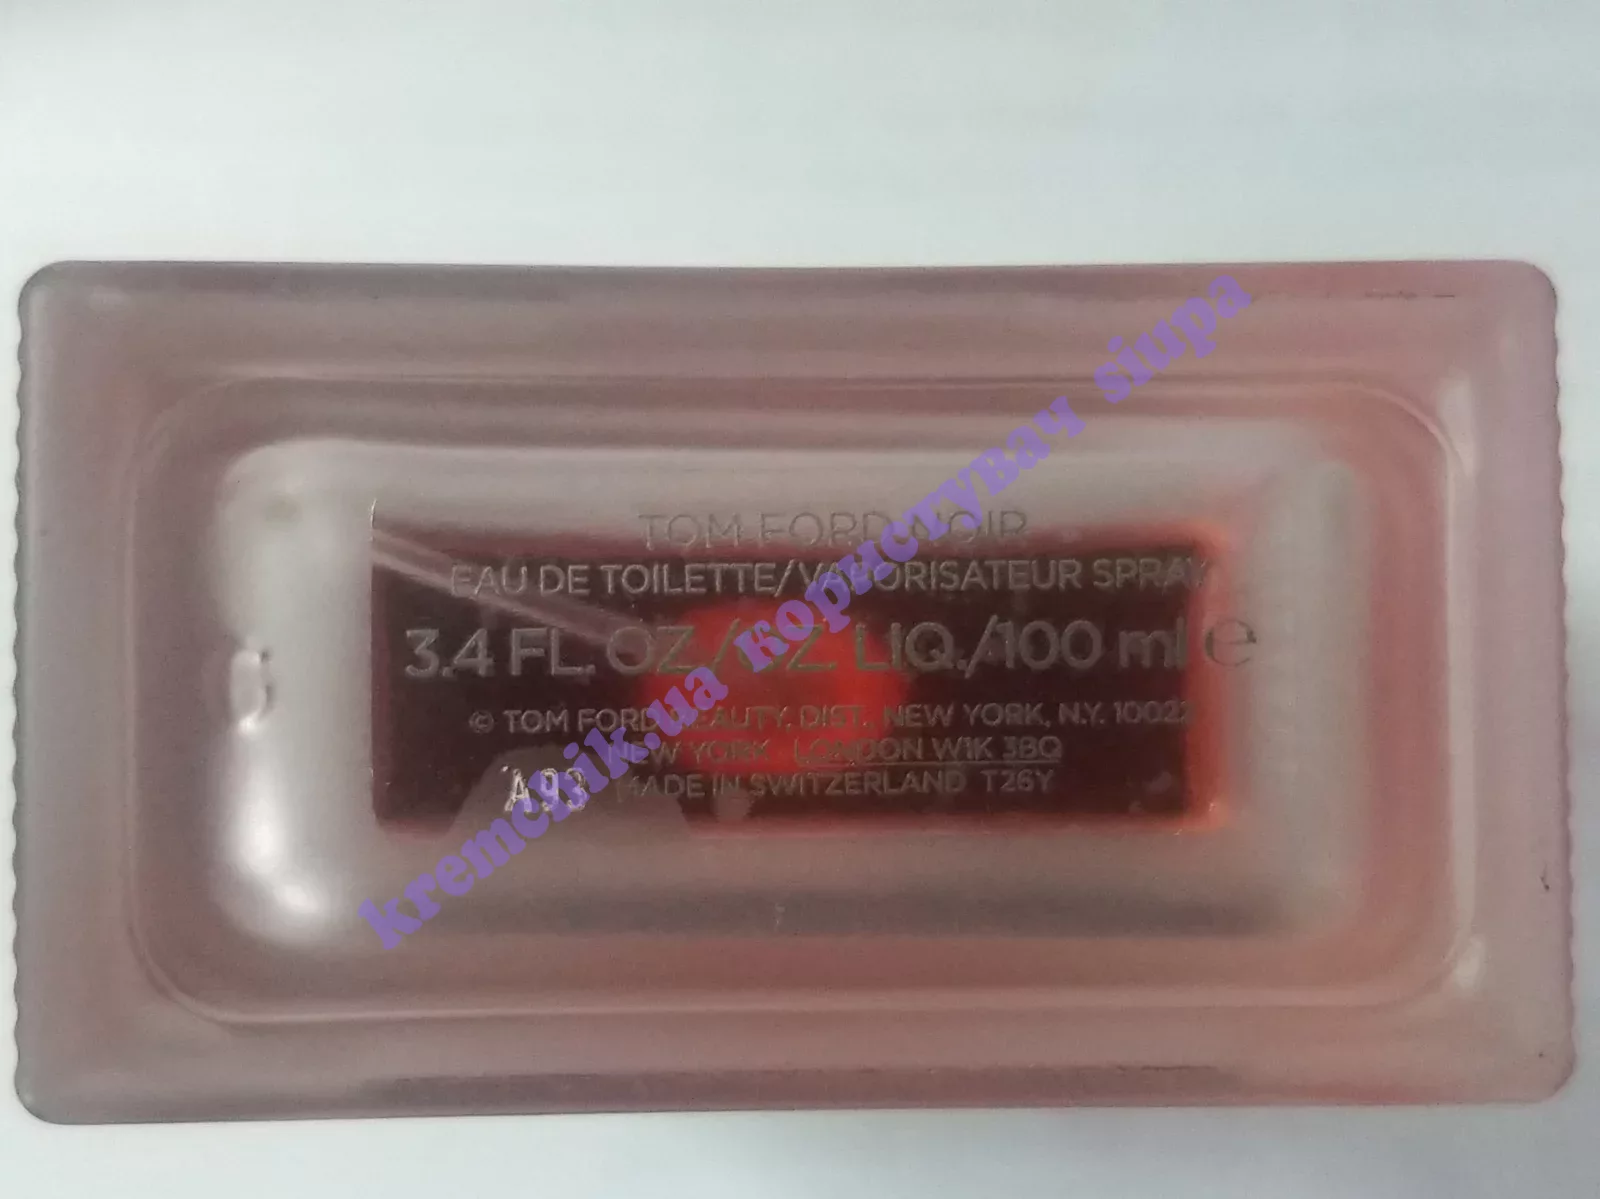 TOM FORD NOIR
EAU DE TOILETTE/VAPORISATEUR SPRAY
3.4 FL. OZ./OZ. LIQ./100 ml e
© TOM FORD BEAUTY, DIST., NEW YORK, N.Y. 10022
NEW YORK LONDON W1K 3BQ
MADE IN SWITZERLAND T26Y
A93
kremchik.ua користувач siupa